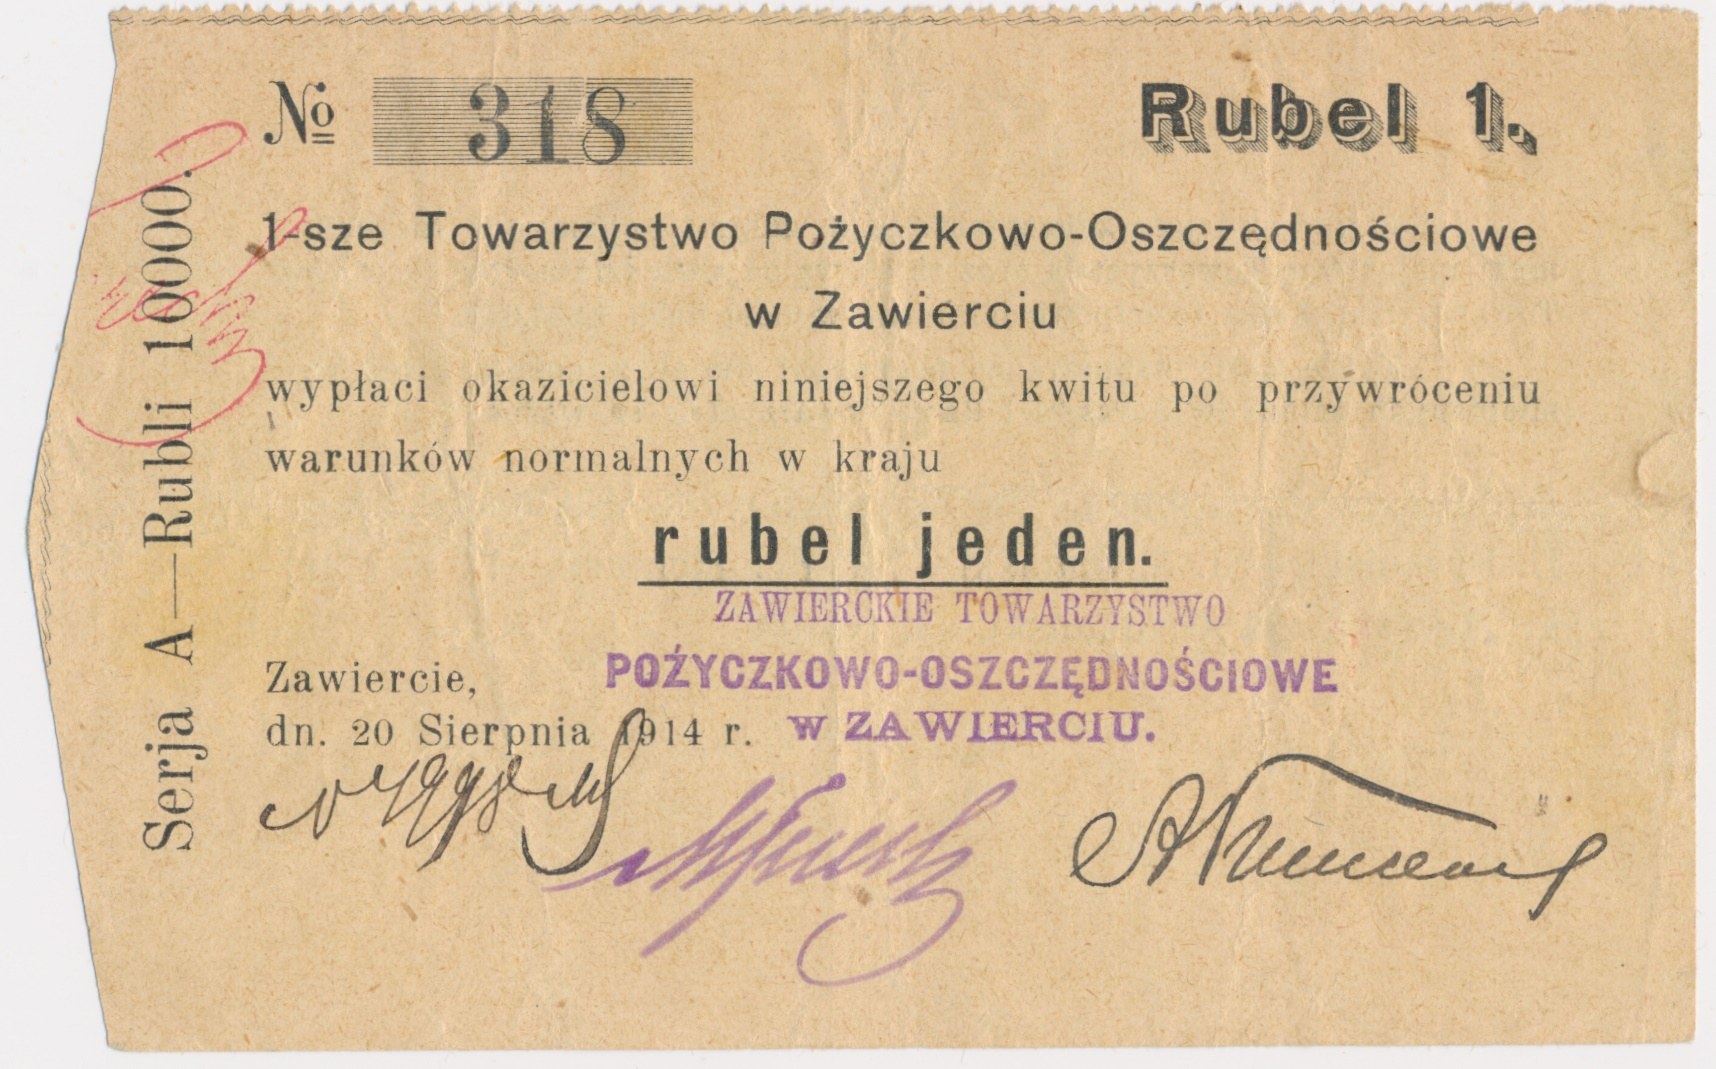 № 318
Rubel 1.
Serja A—Rubli 10000.
1-sze Towarzystwo Pożyczkowo-Oszczędnościowe
w Zawierciu
wypłaci okazicielowi niniejszego kwitu po przywróceniu
warunków normalnych w kraju
rubel jeden.
ZAWIERCKIE TOWARZYSTWO
POŻYCZKOWO-OSZCZĘDNOŚCIOWE
w ZAWIERCIU.
Zawiercie,
dn. 20 Sierpnia 1914 r.